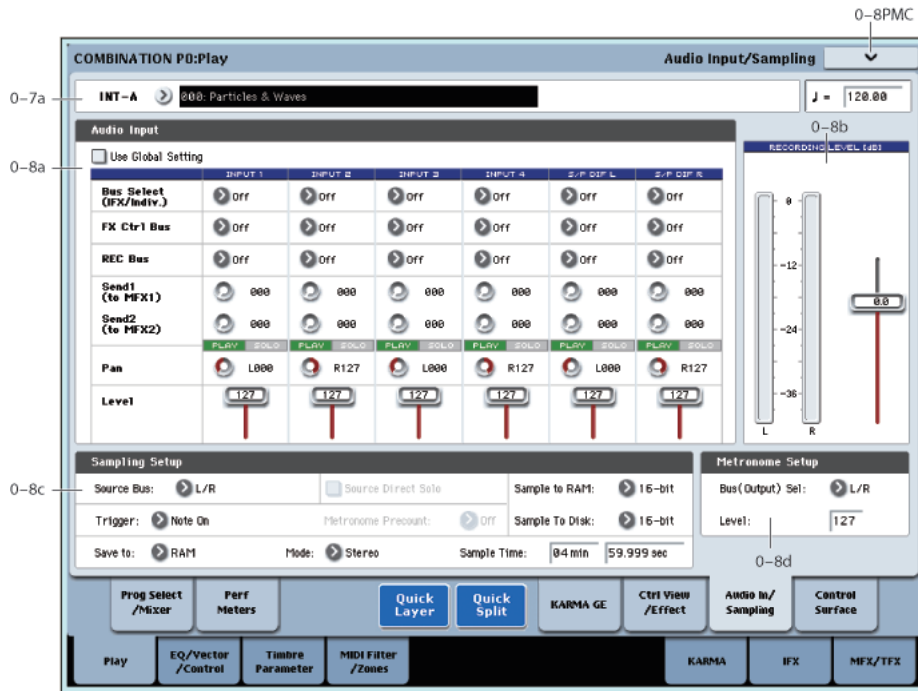 0-8PMC
COMBINATION P0:Play
Audio Input/Sampling
0-7a
INT-A
000: Particles & Waves
♩ = 120.00
Audio Input
0-8b
0-8a
Use Global Setting
RECORDING LEVEL [dB]
INPUT 1 INPUT 2 INPUT 3 INPUT 4 S/P DIF L S/P DIF R
Bus Select
(IFX/Indiv.)
Off Off Off Off Off Off
FX Ctrl Bus Off Off Off Off Off Off
REC Bus Off Off Off Off Off Off
Send1
(to MFX1)
000 000 000 000 000 000
Send2
(to MFX2)
000 000 000 000 000 000
PLAY SOLO PLAY SOLO PLAY SOLO PLAY SOLO PLAY SOLO PLAY SOLO
Pan L000 R127 L000 R127 L000 R127
Level 127 127 127 127 127 127
0
-12
-24
-36
L R
0.0
Sampling Setup
Metronome Setup
0-8c
Source Bus: L/R Source Direct Solo Sample to RAM: 16-bit
Bus(Output) Sel: L/R
Trigger: Note On Metronome Precount: Off Sample To Disk: 16-bit
Level: 127
Save to: RAM Mode: Stereo Sample Time: 04 min 59.999 sec
0-8d
Prog Select
/Mixer
Perf
Meters
Quick
Layer
Quick
Split
KARMA GE
Ctrl View
/Effect
Audio In/
Sampling
Control
Surface
Play
EQ/Vector
/Control
Timbre
Parameter
MIDI Filter
/Zones
KARMA
IFX
MFX/TFX